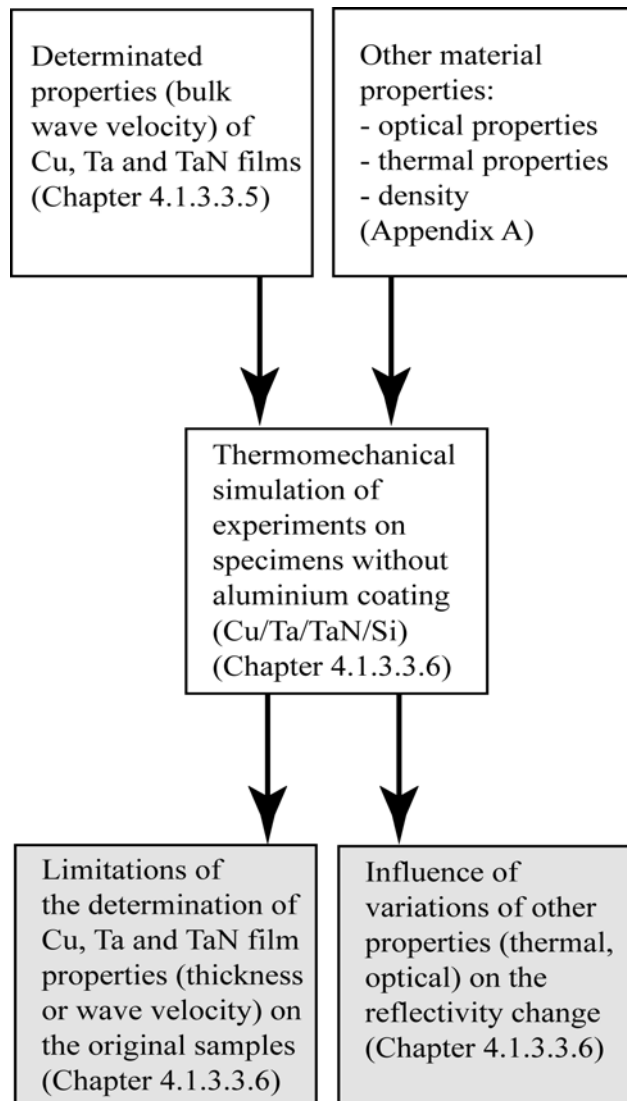 Determinated
properties (bulk
wave velocity) of
Cu, Ta and TaN films
(Chapter 4.1.3.3.5)
Other material
properties:
- optical properties
- thermal properties
- density
(Appendix A)
Thermomechanical
simulation of
experiments on
specimens without
aluminium coating
(Cu/Ta/TaN/Si)
(Chapter 4.1.3.3.6)
Limitations of
the determination of
Cu, Ta and TaN film
properties (thickness
or wave velocity) on
the original samples
(Chapter 4.1.3.3.6)
Influence of
variations of other
properties (thermal,
optical) on the
reflectivity change
(Chapter 4.1.3.3.6)